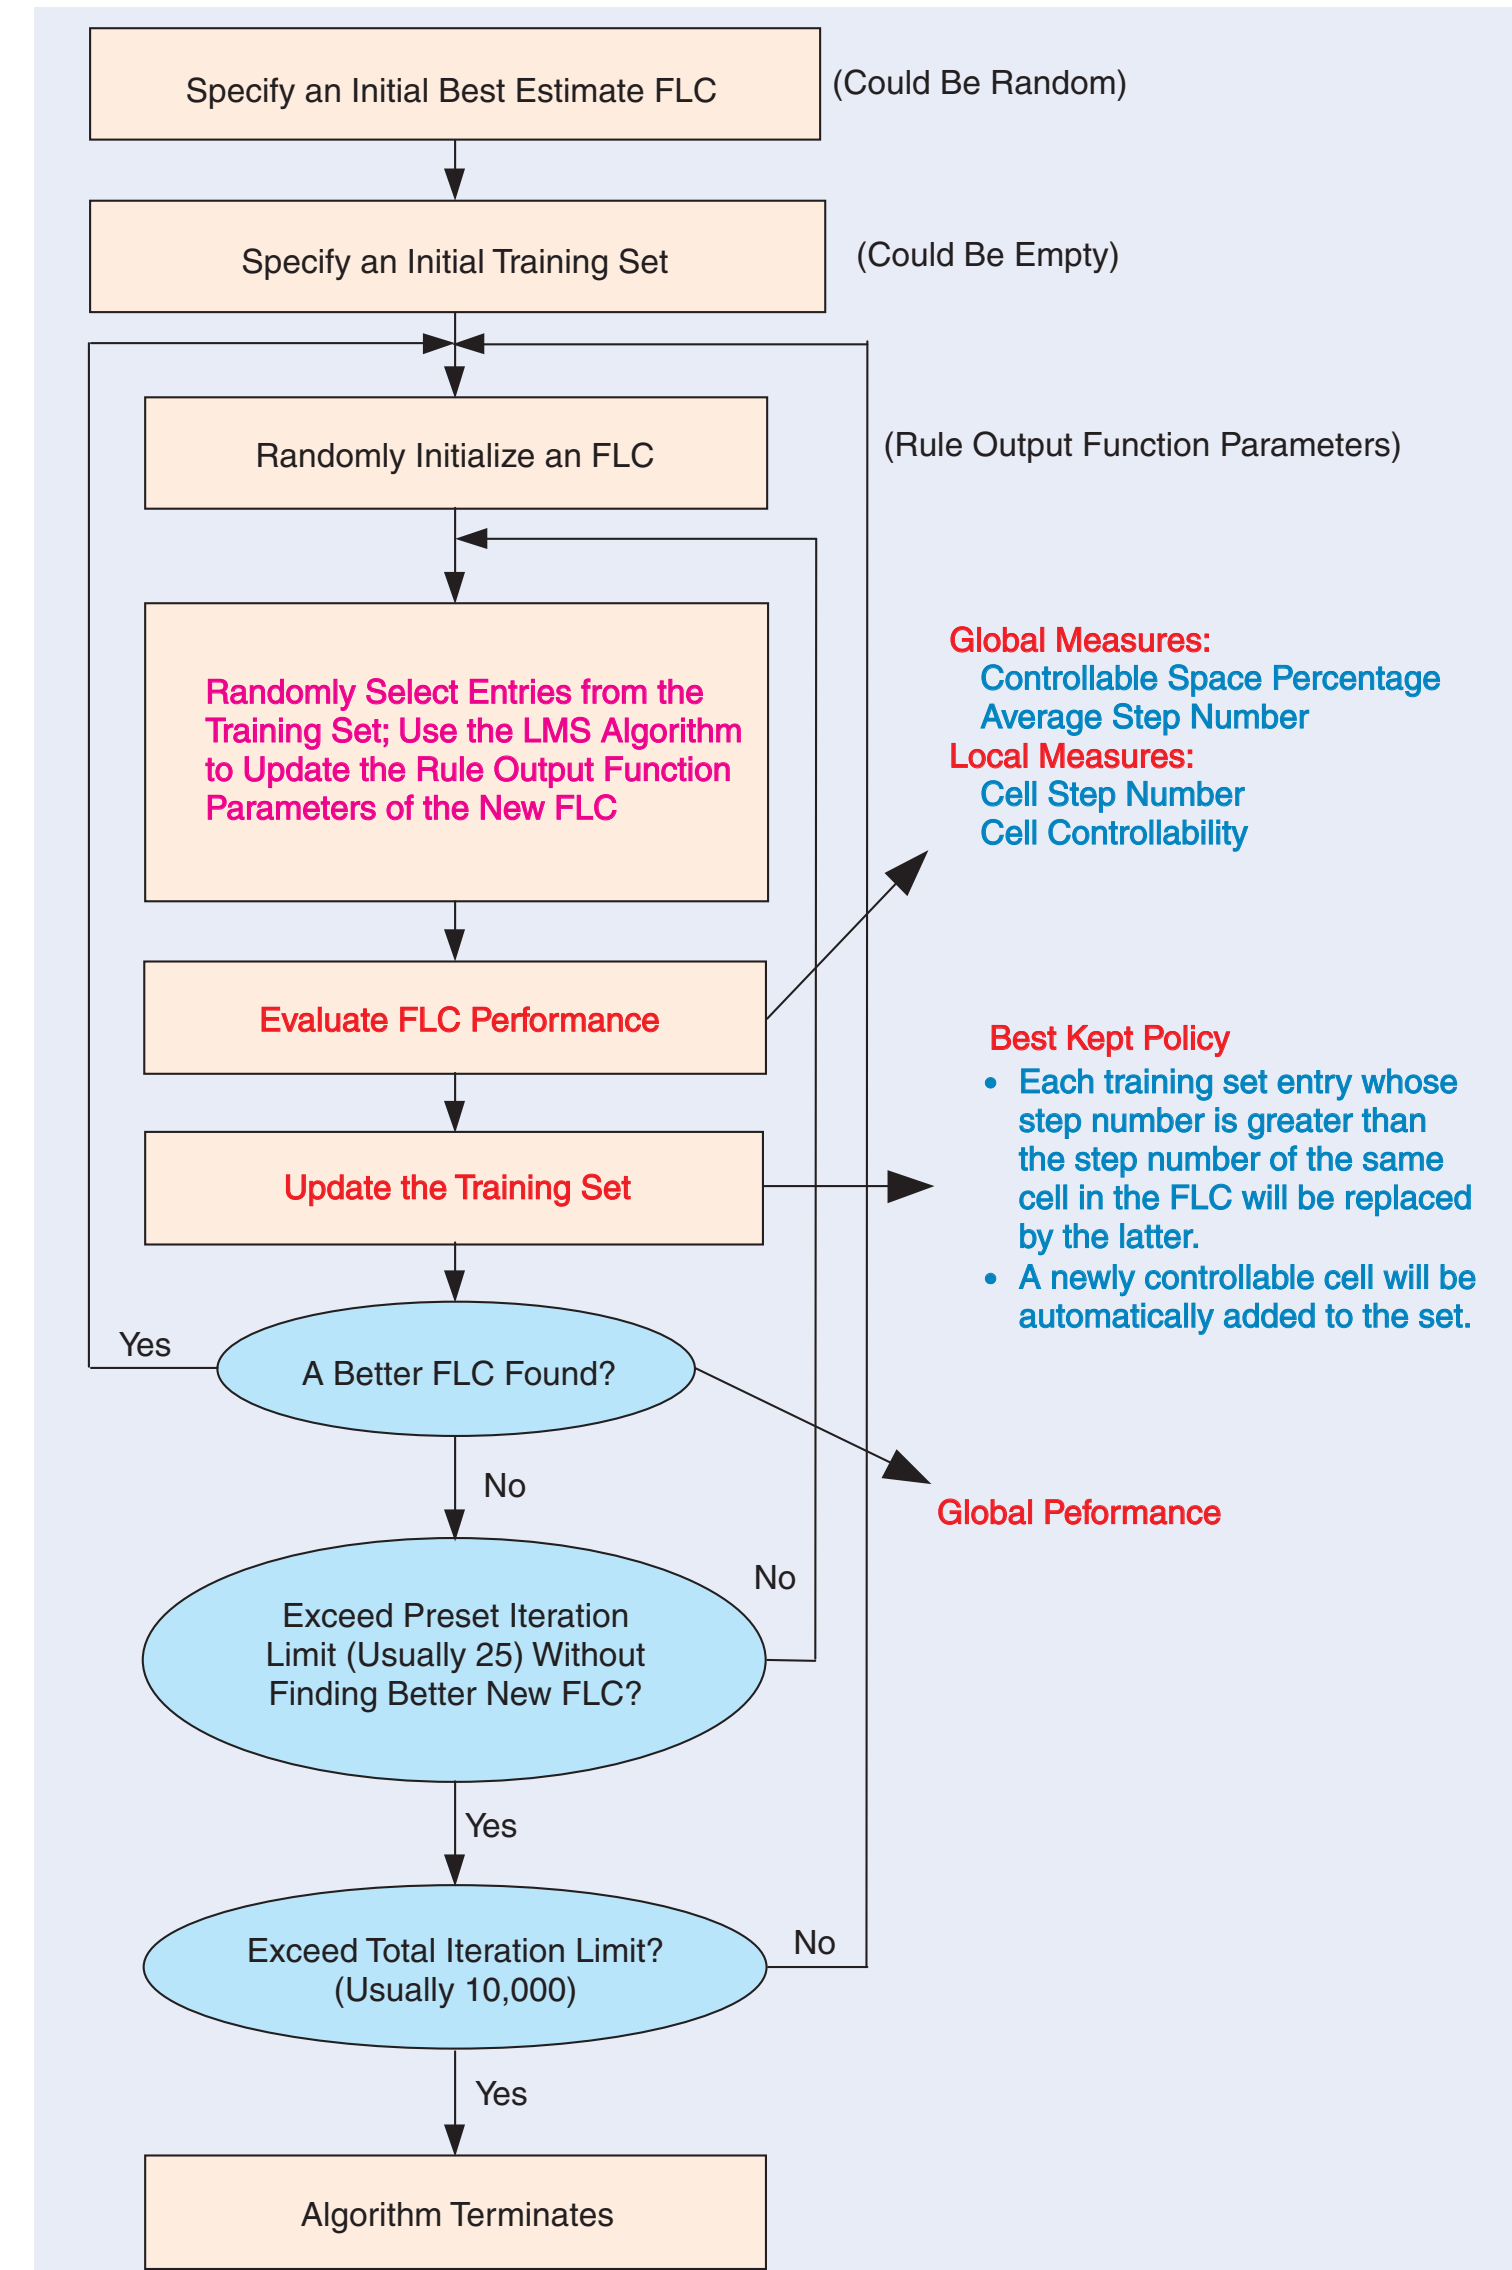 Specify an Initial Best Estimate FLC
(Could Be Random)
Specify an Initial Training Set
(Could Be Empty)
Randomly Initialize an FLC
(Rule Output Function Parameters)
Randomly Select Entries from the
Training Set; Use the LMS Algorithm
to Update the Rule Output Function
Parameters of the New FLC
Global Measures:
Controllable Space Percentage
Average Step Number
Local Measures:
Cell Step Number
Cell Controllability
Evaluate FLC Performance
Update the Training Set
Best Kept Policy
• Each training set entry whose
step number is greater than
the step number of the same
cell in the FLC will be replaced
by the latter.
• A newly controllable cell will be
automatically added to the set.
Yes
A Better FLC Found?
No
Global Peformance
Exceed Preset Iteration
Limit (Usually 25) Without
Finding Better New FLC?
No
Yes
Exceed Total Iteration Limit?
(Usually 10,000)
No
Yes
Algorithm Terminates